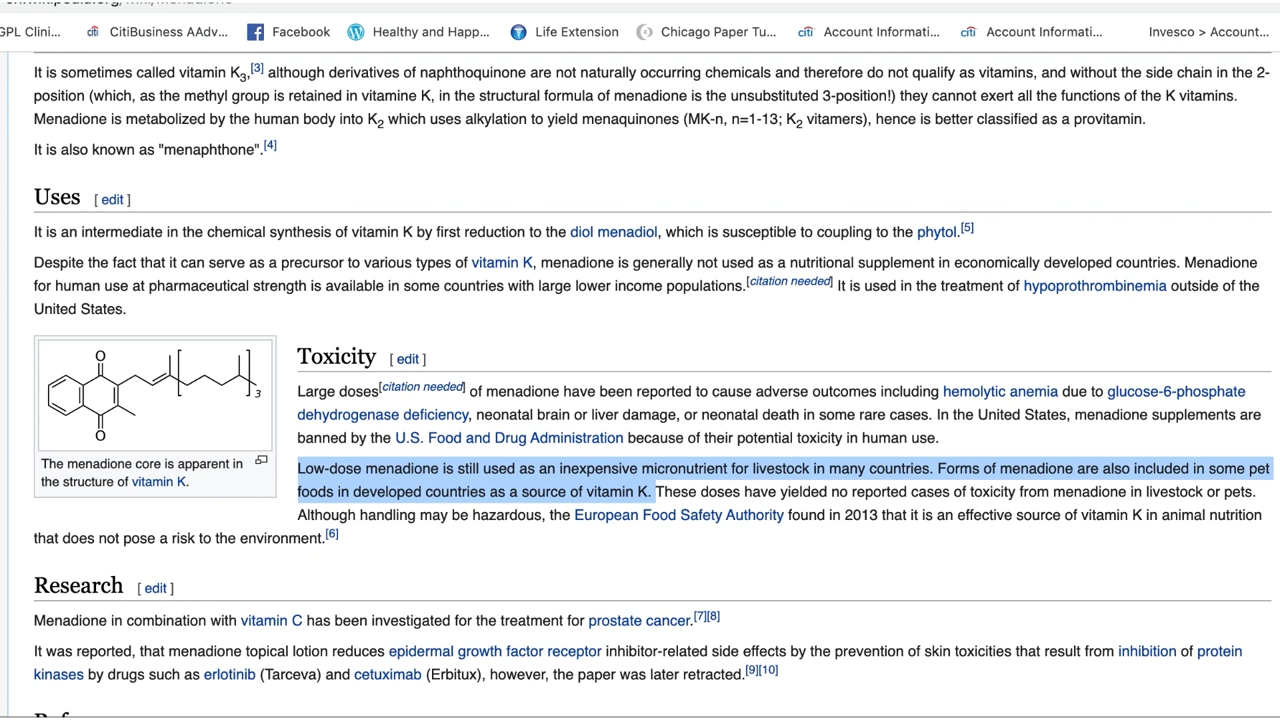 GPL Clini... CitiBusiness AAdv... Facebook Healthy and Happ... Life Extension Chicago Paper Tu... Account Informati... Account Informati... Invesco > Account...
It is sometimes called vitamin K3,[3] although derivatives of naphthoquinone are not naturally occurring chemicals and therefore do not qualify as vitamins, and without the side chain in the 2-
position (which, as the methyl group is retained in vitamine K, in the structural formula of menadione is the unsubstituted 3-position!) they cannot exert all the functions of the K vitamins.
Menadione is metabolized by the human body into K2 which uses alkylation to yield menaquinones (MK-n, n=1-13; K2 vitamers), hence is better classified as a provitamin.
It is also known as "menaphthone".[4]
Uses [ edit ]
It is an intermediate in the chemical synthesis of vitamin K by first reduction to the diol menadiol, which is susceptible to coupling to the phytol.[5]
Despite the fact that it can serve as a precursor to various types of vitamin K, menadione is generally not used as a nutritional supplement in economically developed countries. Menadione
for human use at pharmaceutical strength is available in some countries with large lower income populations.[citation needed] It is used in the treatment of hypoprothrombinemia outside of the
United States.
O
O
3
The menadione core is apparent in
the structure of vitamin K.
Toxicity [ edit ]
Large doses[citation needed] of menadione have been reported to cause adverse outcomes including hemolytic anemia due to glucose-6-phosphate
dehydrogenase deficiency, neonatal brain or liver damage, or neonatal death in some rare cases. In the United States, menadione supplements are
banned by the U.S. Food and Drug Administration because of their potential toxicity in human use.
Low-dose menadione is still used as an inexpensive micronutrient for livestock in many countries. Forms of menadione are also included in some pet
foods in developed countries as a source of vitamin K. These doses have yielded no reported cases of toxicity from menadione in livestock or pets.
Although handling may be hazardous, the European Food Safety Authority found in 2013 that it is an effective source of vitamin K in animal nutrition
that does not pose a risk to the environment.[6]
Research [ edit ]
Menadione in combination with vitamin C has been investigated for the treatment for prostate cancer.[7][8]
It was reported, that menadione topical lotion reduces epidermal growth factor receptor inhibitor-related side effects by the prevention of skin toxicities that result from inhibition of protein
kinases by drugs such as erlotinib (Tarceva) and cetuximab (Erbitux), however, the paper was later retracted.[9][10]